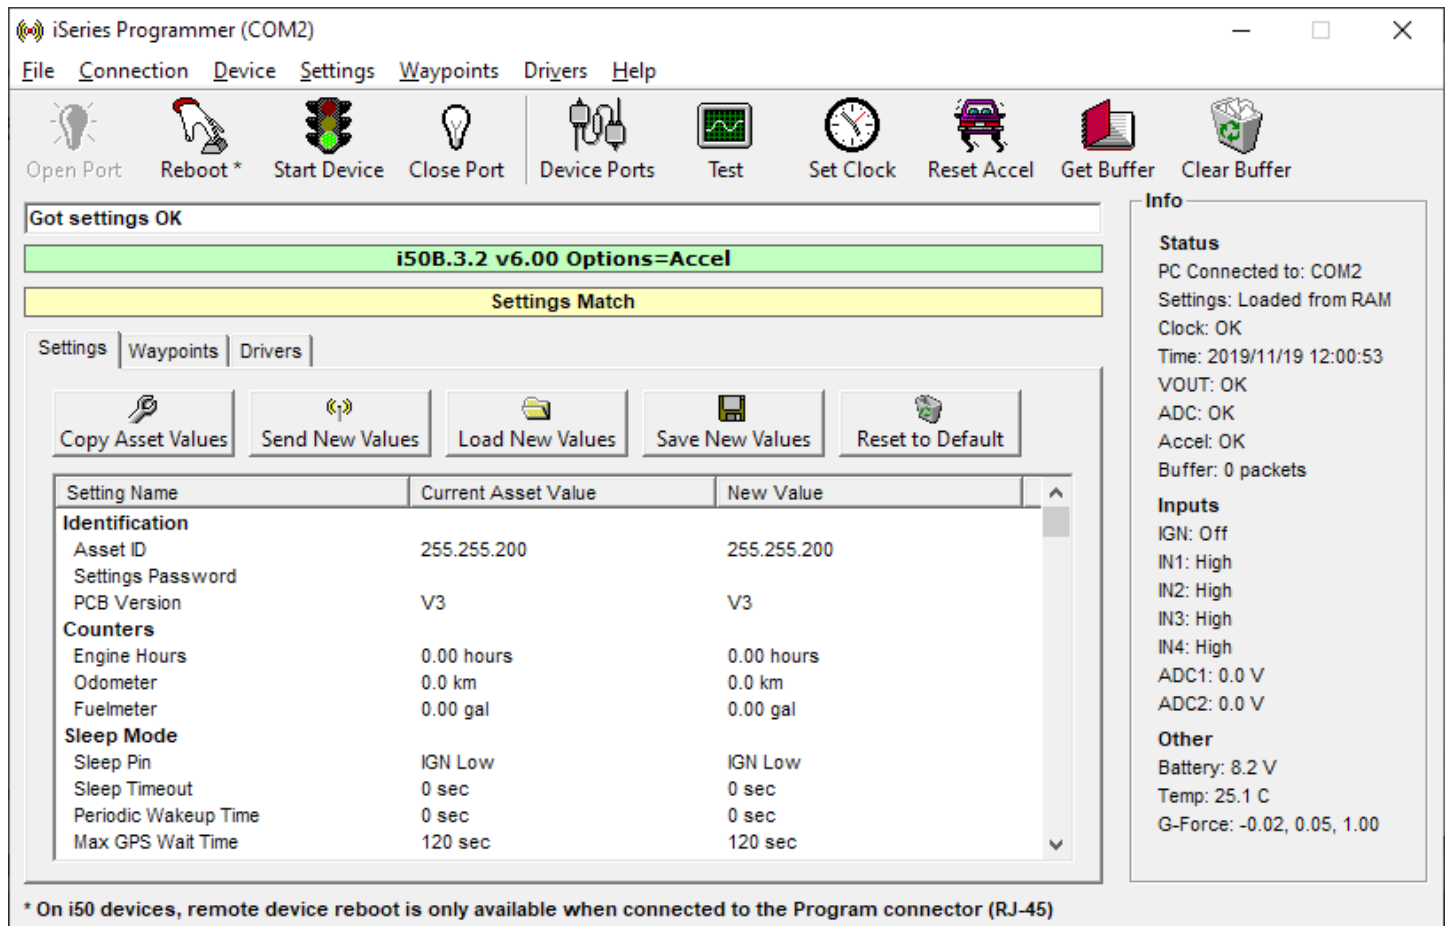 iSeries Programmer (COM2)
File Connection Device Settings Waypoints Drivers Help
Open Port Reboot * Start Device Close Port Device Ports Test Set Clock Reset Accel Get Buffer Clear Buffer
Got settings OK
i50B.3.2 v6.00 Options=Accel
Settings Match
Settings Waypoints Drivers
Copy Asset Values Send New Values Load New Values Save New Values Reset to Default
Setting Name Current Asset Value New Value
Identification
Asset ID 255.255.200 255.255.200
Settings Password
PCB Version V3 V3
Counters
Engine Hours 0.00 hours 0.00 hours
Odometer 0.0 km 0.0 km
Fuelmeter 0.00 gal 0.00 gal
Sleep Mode
Sleep Pin IGN Low IGN Low
Sleep Timeout 0 sec 0 sec
Periodic Wakeup Time 0 sec 0 sec
Max GPS Wait Time 120 sec 120 sec
Info
Status
PC Connected to: COM2
Settings: Loaded from RAM
Clock: OK
Time: 2019/11/19 12:00:53
VOUT: OK
ADC: OK
Accel: OK
Buffer: 0 packets
Inputs
IGN: Off
IN1: High
IN2: High
IN3: High
IN4: High
ADC1: 0.0 V
ADC2: 0.0 V
Other
Battery: 8.2 V
Temp: 25.1 C
G-Force: -0.02, 0.05, 1.00
* On i50 devices, remote device reboot is only available when connected to the Program connector (RJ-45)